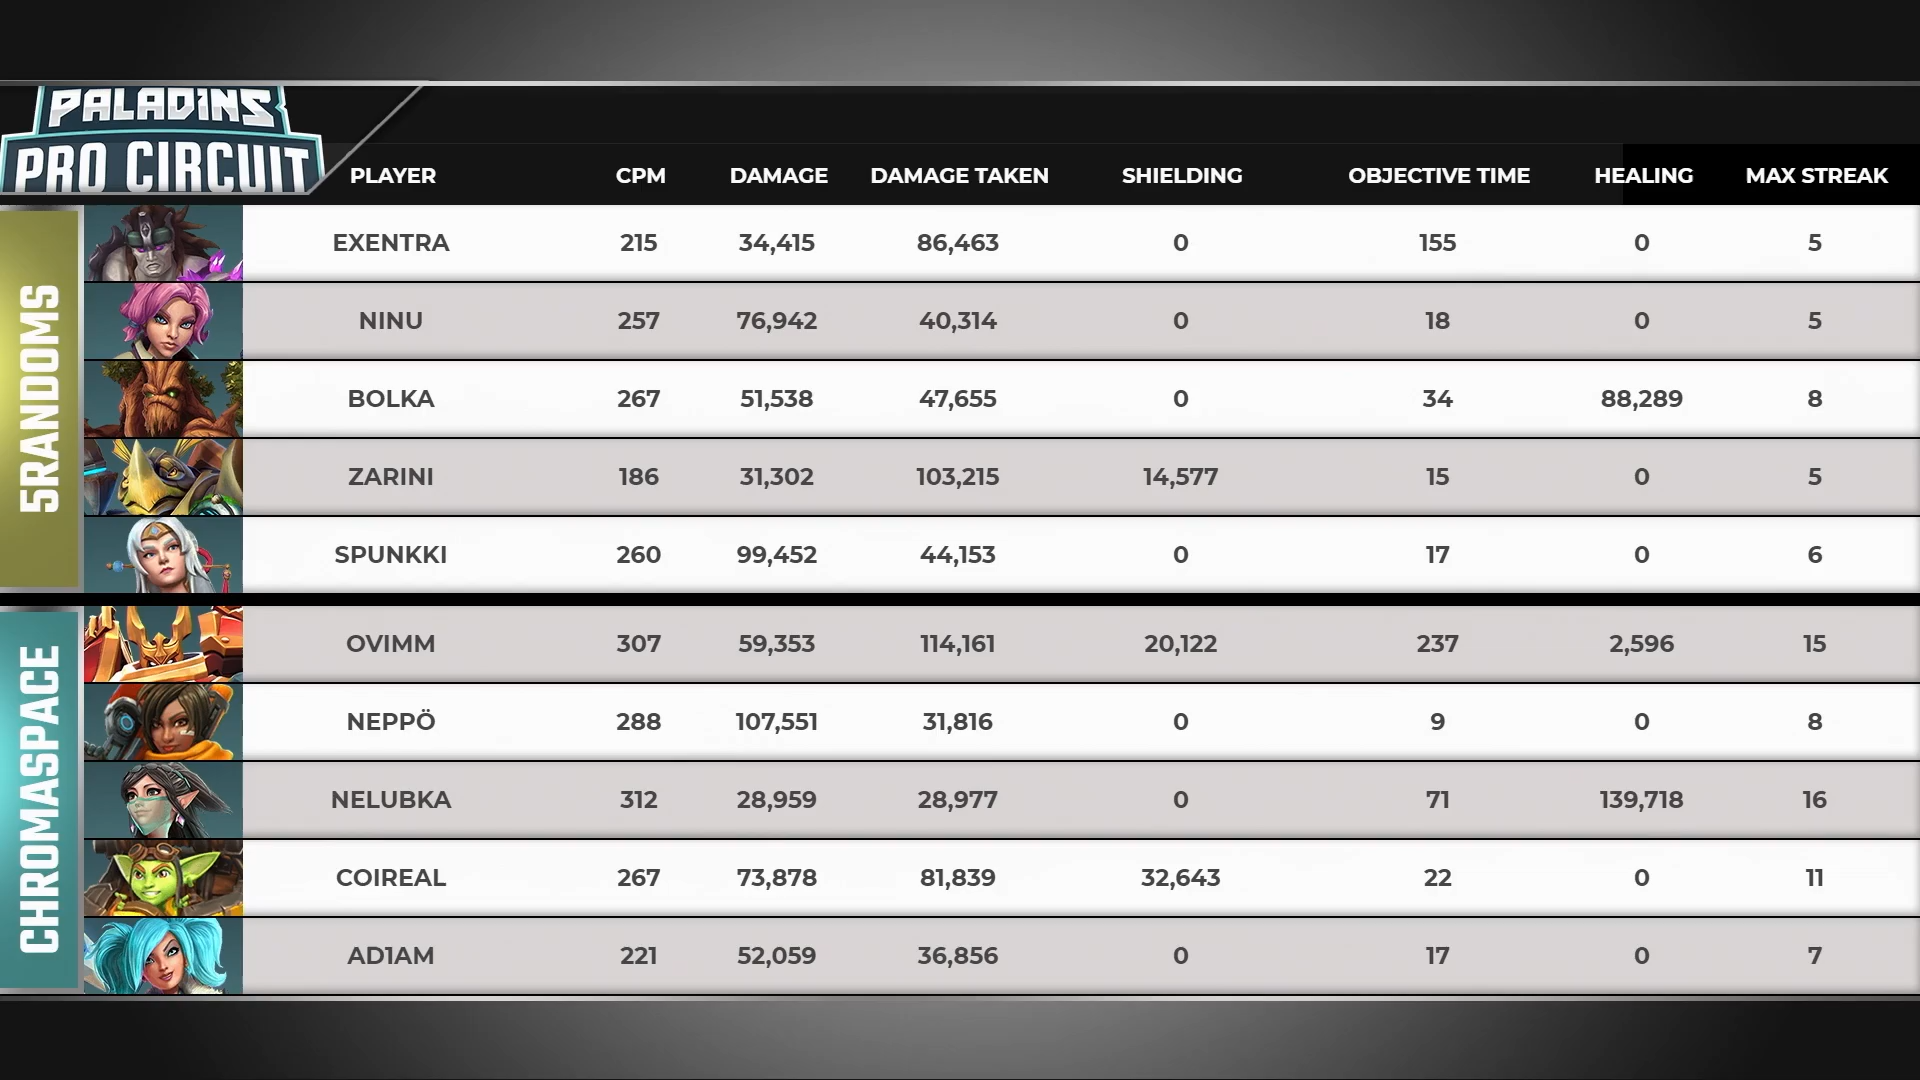 PALADINS
PRO CIRCUIT
PLAYER CPM DAMAGE DAMAGE TAKEN SHIELDING OBJECTIVE TIME HEALING MAX STREAK
5RANDOMS
EXENTRA 215 34,415 86,463 0 155 0 5
NINU 257 76,942 40,314 0 18 0 5
BOLKA 267 51,538 47,655 0 34 88,289 8
ZARINI 186 31,302 103,215 14,577 15 0 5
SPUNKKI 260 99,452 44,153 0 17 0 6
CHROMASPACE
OVIMM 307 59,353 114,161 20,122 237 2,596 15
NEPPÖ 288 107,551 31,816 0 9 0 8
NELUBKA 312 28,959 28,977 0 71 139,718 16
COIREAL 267 73,878 81,839 32,643 22 0 11
AD1AM 221 52,059 36,856 0 17 0 7